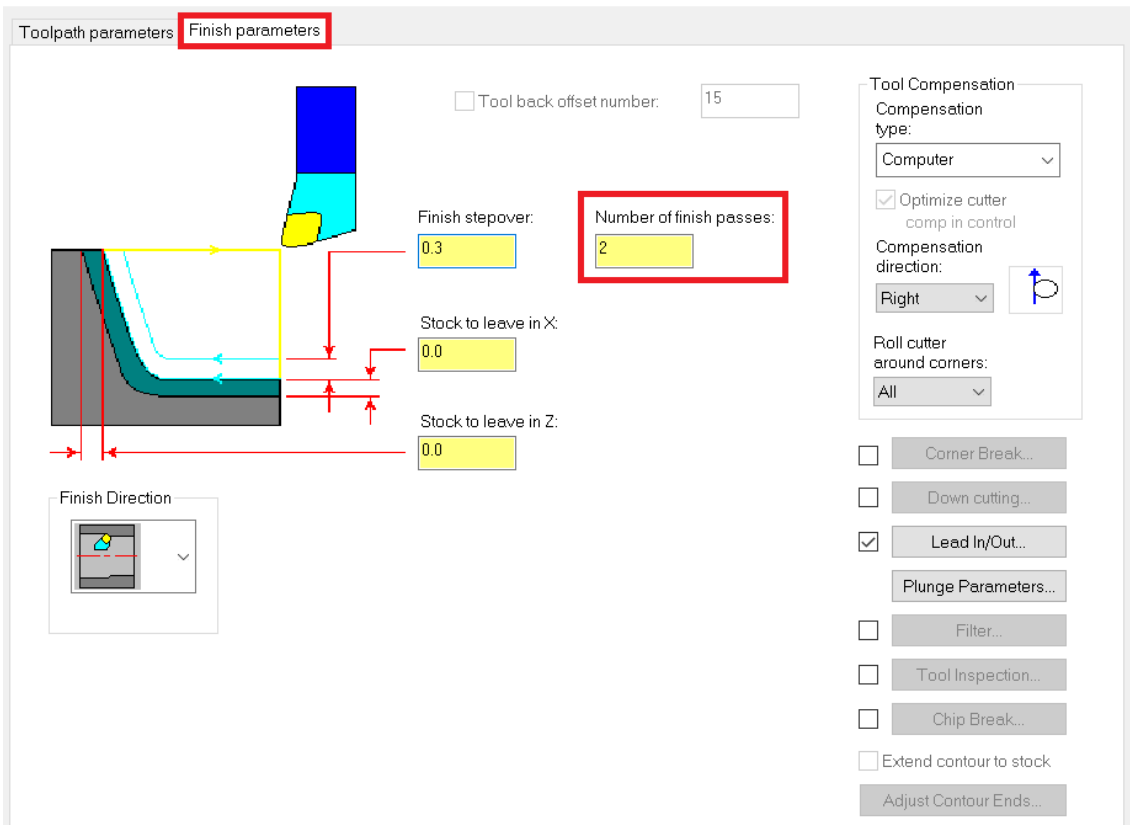 Toolpath parameters
Finish parameters
Tool back offset number:
15
Finish stepover:
0.3
Number of finish passes:
2
Stock to leave in X:
0.0
Stock to leave in Z:
0.0
Finish Direction
Tool Compensation
Compensation
type:
Computer
Optimize cutter
comp in control
Compensation
direction:
Right
Roll cutter
around corners:
All
Corner Break...
Down cutting...
Lead In/Out...
Plunge Parameters...
Filter...
Tool Inspection...
Chip Break...
Extend contour to stock
Adjust Contour Ends...